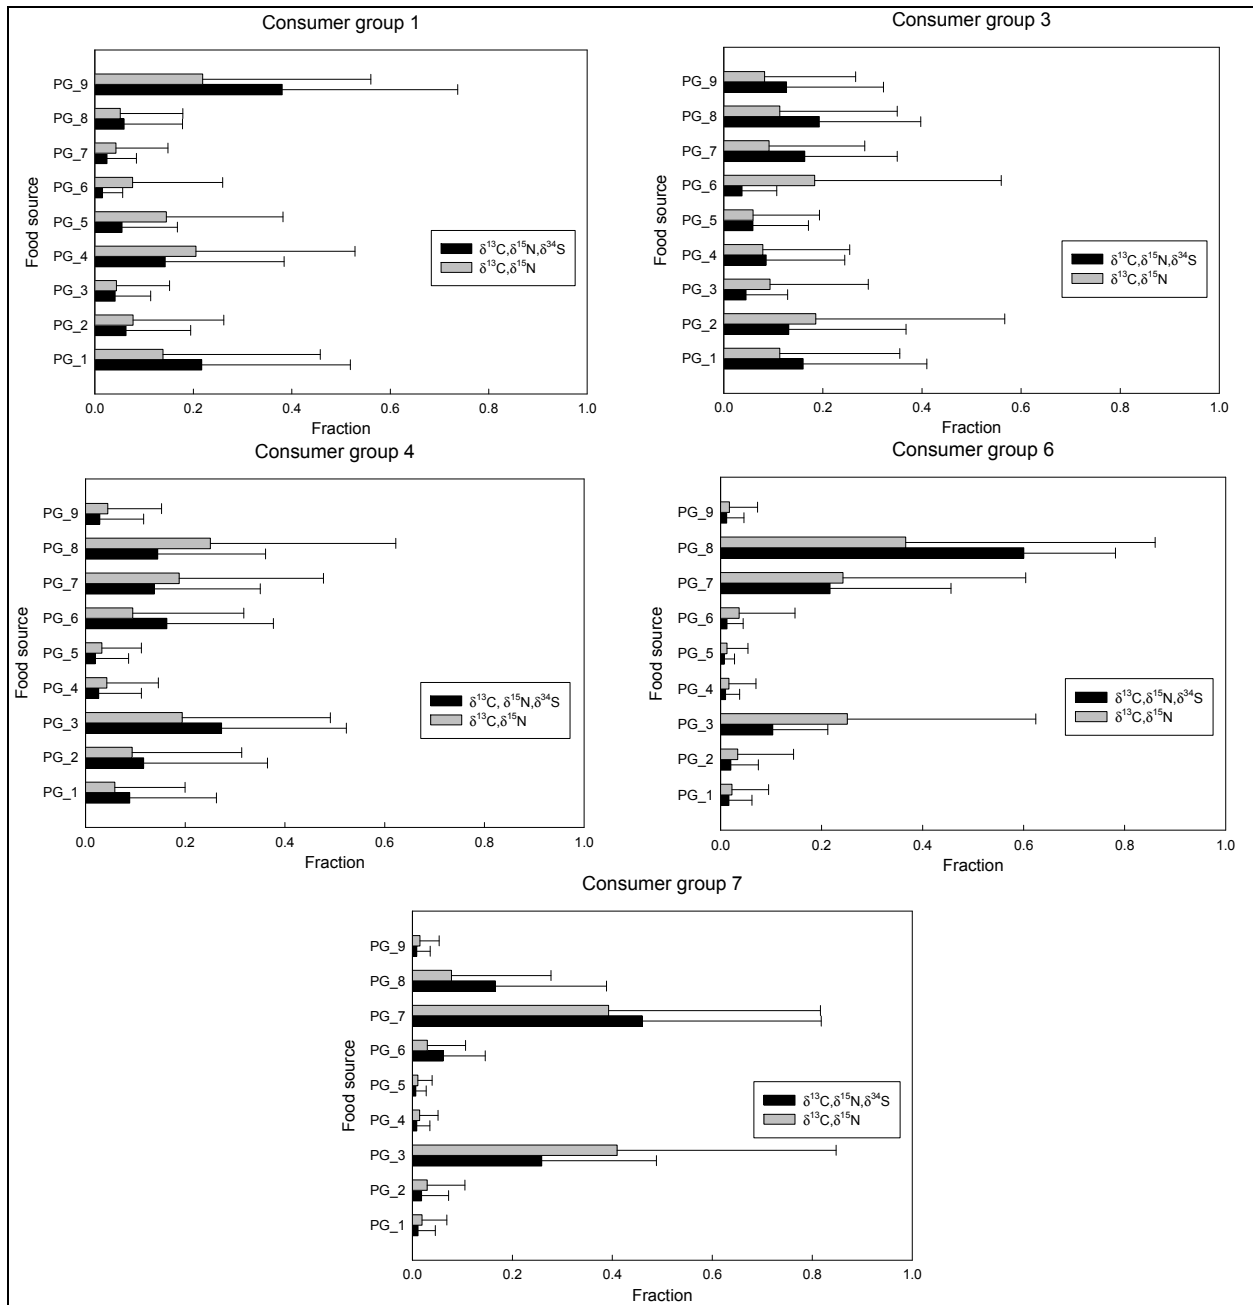 Consumer group 1
Food source
PG_9
PG_8
PG_7
PG_6
PG_5
PG_4
PG_3
PG_2
PG_1
δ¹³C,δ¹⁵N,δ³⁴S
δ¹³C,δ¹⁵N
0.0 0.2 0.4 0.6 0.8 1.0
Fraction
Consumer group 3
Food source
PG_9
PG_8
PG_7
PG_6
PG_5
PG_4
PG_3
PG_2
PG_1
δ¹³C,δ¹⁵N,δ³⁴S
δ¹³C,δ¹⁵N
0.0 0.2 0.4 0.6 0.8 1.0
Fraction
Consumer group 4
Food source
PG_9
PG_8
PG_7
PG_6
PG_5
PG_4
PG_3
PG_2
PG_1
δ¹³C, δ¹⁵N,δ³⁴S
δ¹³C,δ¹⁵N
0.0 0.2 0.4 0.6 0.8 1.0
Fraction
Consumer group 6
Food source
PG_9
PG_8
PG_7
PG_6
PG_5
PG_4
PG_3
PG_2
PG_1
δ¹³C,δ¹⁵N,δ³⁴S
δ¹³C,δ¹⁵N
0.0 0.2 0.4 0.6 0.8 1.0
Fraction
Consumer group 7
Food source
PG_9
PG_8
PG_7
PG_6
PG_5
PG_4
PG_3
PG_2
PG_1
δ¹³C,δ¹⁵N,δ³⁴S
δ¹³C,δ¹⁵N
0.0 0.2 0.4 0.6 0.8 1.0
Fraction